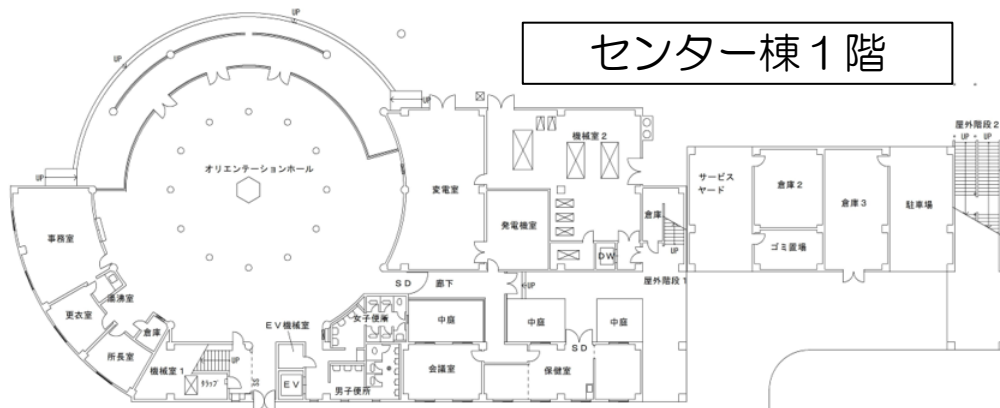 センター棟1階
UP
UP
UP
UP
屋外階段2
UP
UP
機械室2
オリエンテーションホール
変電室
サービス
ヤード
倉庫2
倉庫3
駐車場
UP
事務室
発電機室
倉庫
UP
ゴミ置場
DW
湯沸室
SD
廊下
UP
屋外階段1
更衣室
倉庫
EV機械室
女子便所
中庭
中庭
中庭
所長室
機械室1
UP
SD
会議室
保健室
EV
男子便所
SS
UP